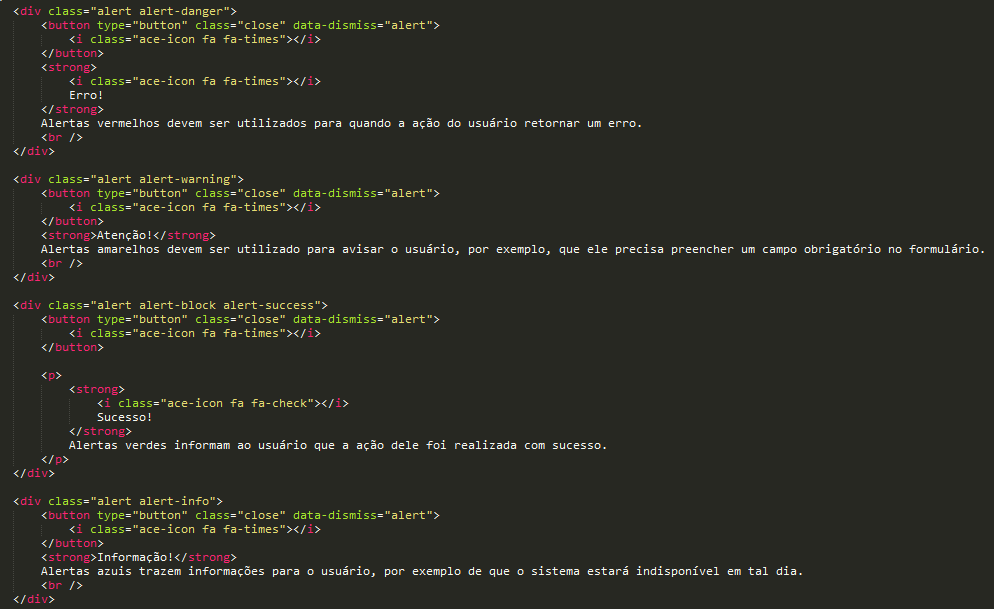 <div class="alert alert-danger">
    <button type="button" class="close" data-dismiss="alert">
        <i class="ace-icon fa fa-times"></i>
    </button>
    <strong>
        <i class="ace-icon fa fa-times"></i>
        Erro!
    </strong>
    Alertas vermelhos devem ser utilizados para quando a ação do usuário retornar um erro.
    <br />
</div>

<div class="alert alert-warning">
    <button type="button" class="close" data-dismiss="alert">
        <i class="ace-icon fa fa-times"></i>
    </button>
    <strong>Atenção!</strong>
    Alertas amarelhos devem ser utilizado para avisar o usuário, por exemplo, que ele precisa preencher um campo obrigatório no formulário.
    <br />
</div>

<div class="alert alert-block alert-success">
    <button type="button" class="close" data-dismiss="alert">
        <i class="ace-icon fa fa-times"></i>
    </button>

    <p>
        <strong>
            <i class="ace-icon fa fa-check"></i>
            Sucesso!
        </strong>
        Alertas verdes informam ao usuário que a ação dele foi realizada com sucesso.
    </p>
</div>

<div class="alert alert-info">
    <button type="button" class="close" data-dismiss="alert">
        <i class="ace-icon fa fa-times"></i>
    </button>
    <strong>Informação!</strong>
    Alertas azuis trazem informações para o usuário, por exemplo de que o sistema estará indisponível em tal dia.
    <br />
</div>